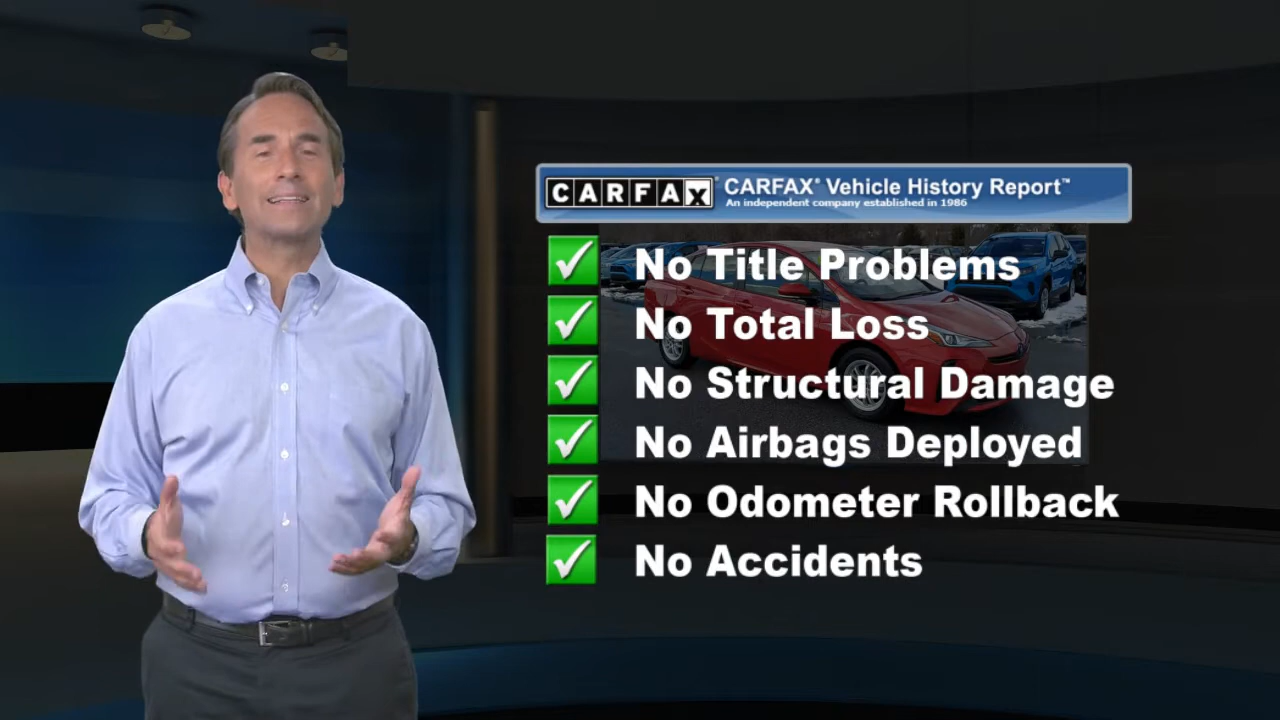 CARFAX® CARFAX® Vehicle History Report™
An independent company established in 1986
No Title Problems
No Total Loss
No Structural Damage
No Airbags Deployed
No Odometer Rollback
No Accidents